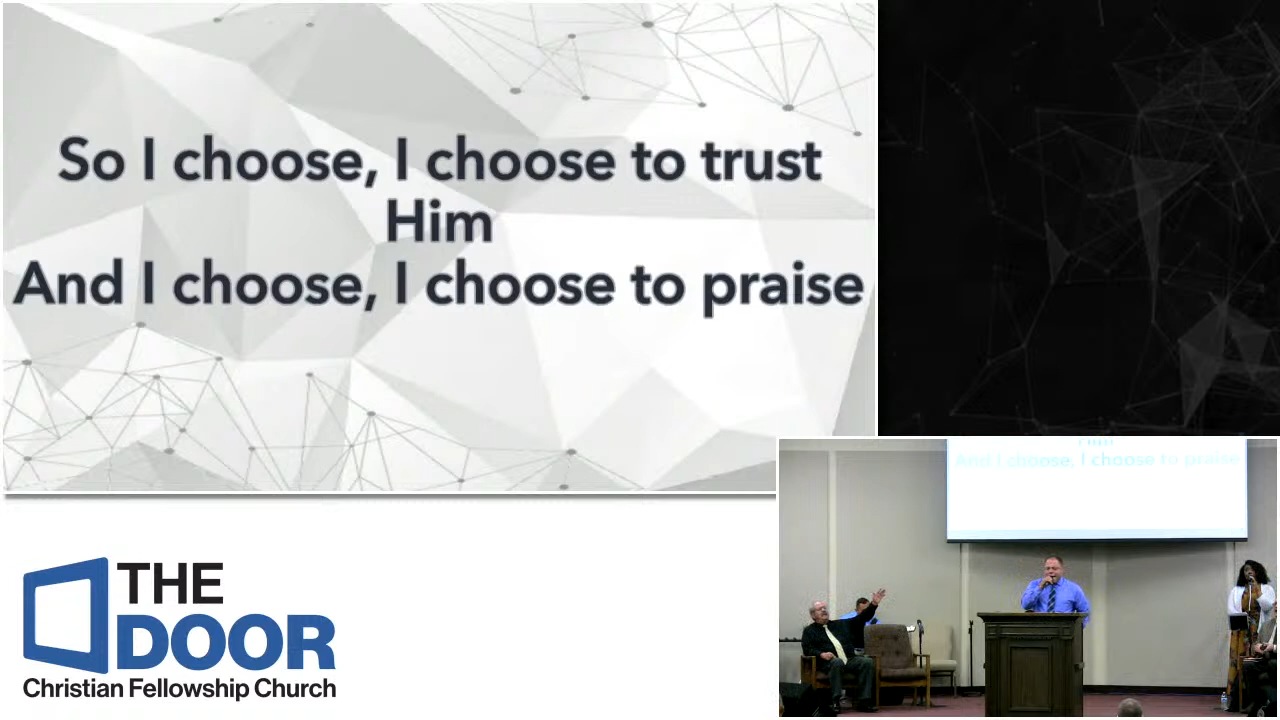 So I choose, I choose to trust
Him
And I choose, I choose to praise
THE
DOOR
Christian Fellowship Church
Him
And I choose, I choose to praise